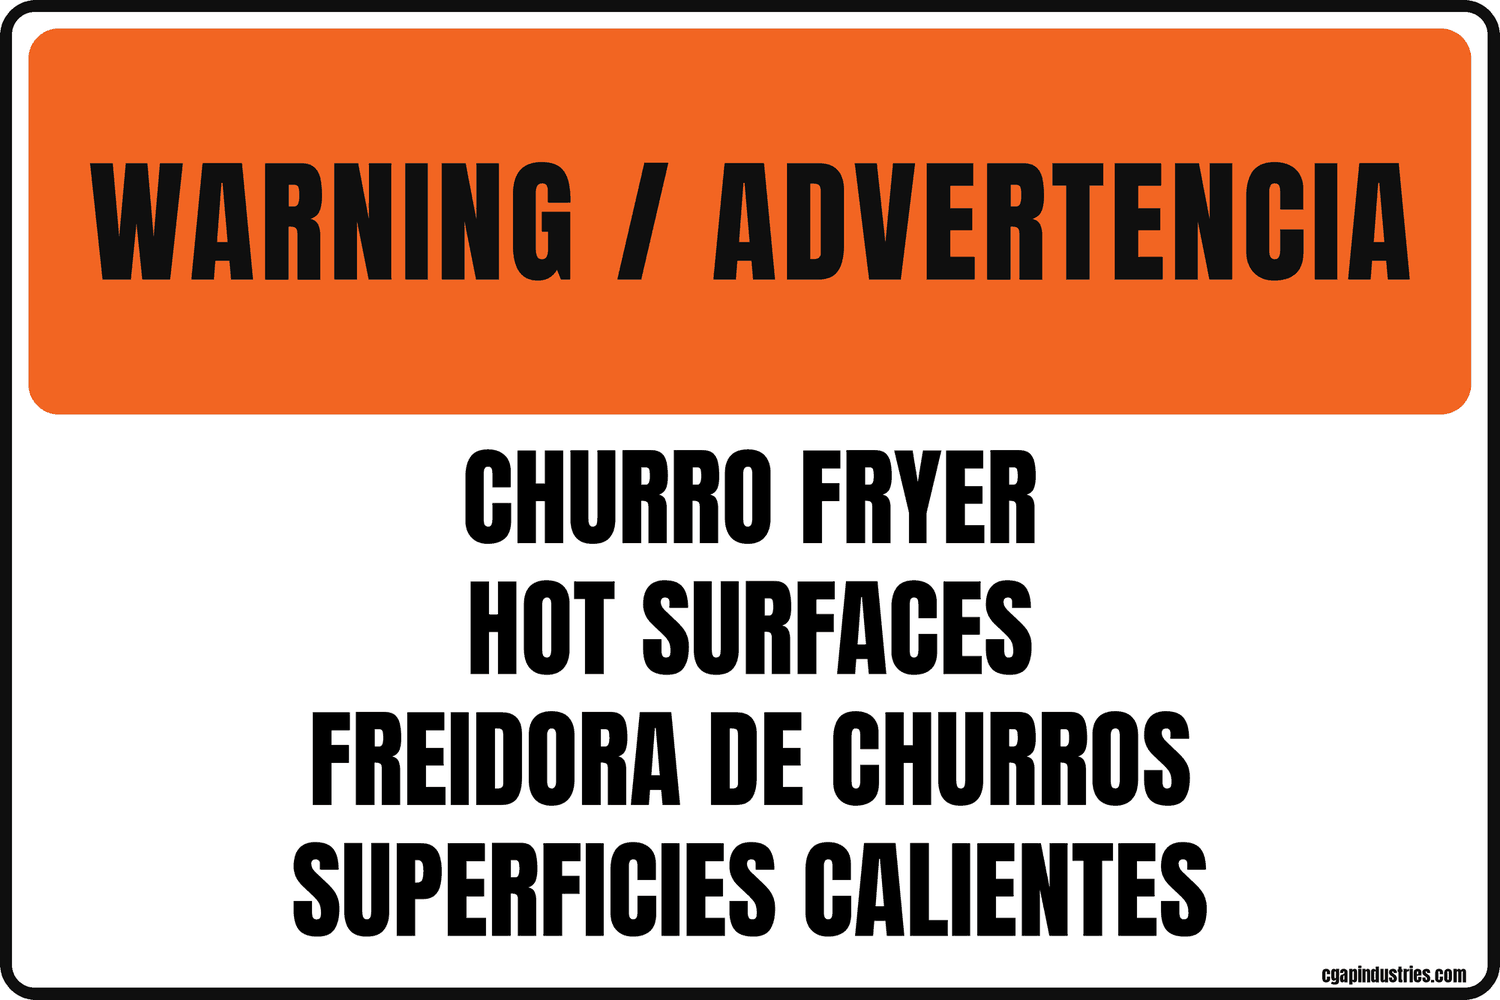 WARNING / ADVERTENCIA
CHURRO FRYER
HOT SURFACES
FREIDORA DE CHURROS
SUPERFICIES CALIENTES
cgapindustries.com